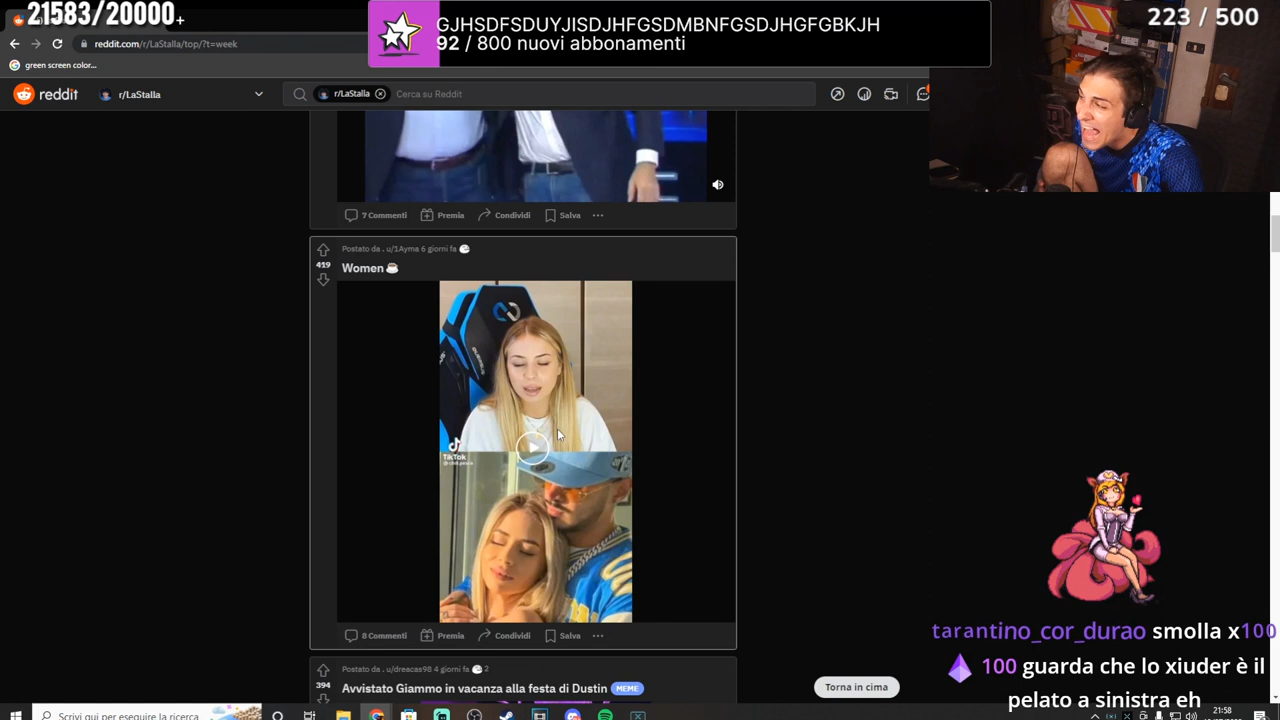 21583/20000
GJHSDFSDUYJISDJHFGSDMBNFGSDJHGFGBKJH
92 / 800 nuovi abbonamenti
223 / 500
reddit.com/r/LaStalla/top/?t=week
green screen color...
reddit
r/LaStalla
r/LaStalla
Cerca su Reddit
7 Commenti
Premia
Condividi
Salva
Postato da . u/1Ayma 6 giorni fa
419
Women
TikTok
8 Commenti
Premia
Condividi
Salva
Postato da . u/dreacas98 4 giorni fa 2
394
Avvistato Giammo in vacanza alla festa di Dustin MEME
Torna in cima
tarantino_cor_durao smolla x100
100 guarda che lo xiuder è il
pelato a sinistra eh
Scrivi qui per eseguire la ricerca
21:58